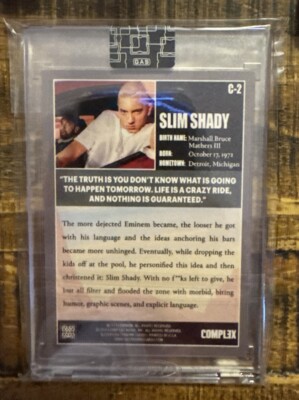 GAS
C-2
SLIM SHADY
BIRTH NAME: Marshall Bruce
Mathers III
BORN: October 17, 1972
HOMETOWN: Detroit, Michigan
"THE TRUTH IS YOU DON'T KNOW WHAT IS GOING
TO HAPPEN TOMORROW. LIFE IS A CRAZY RIDE,
AND NOTHING IS GUARANTEED."
The more dejected Eminem became, the looser he got
with his language and the ideas anchoring his bars
became more unhinged. Eventually, while dropping the
kids off at the pool, he personified this idea and then
christened it: Slim Shady. With no f**ks left to give, he
lost all filter and flooded the zone with morbid, biting
humor, graphic scenes, and explicit language.
COMPLEX